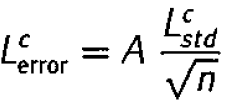 L^c_error = A L^c_std / √n